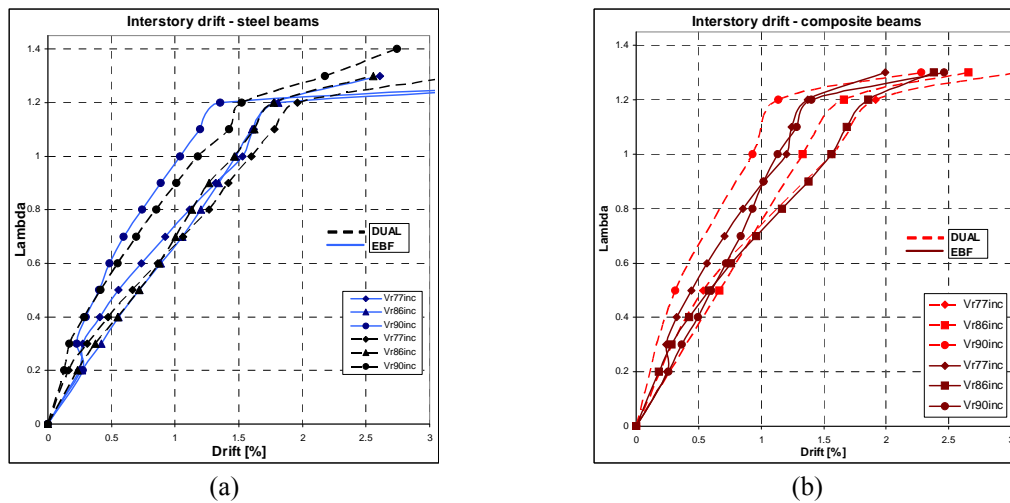 Interstory drift - steel beams
1.4
1.2
1
0.8
0.6
0.4
0.2
0
Lambda
0
0.5
1
1.5
2
2.5
3
Drift [%]
DUAL
EBF
Vr77inc
Vr86inc
Vr90inc
Vr77inc
Vr86inc
Vr90inc
(a)
Interstory drift - composite beams
1.4
1.2
1
0.8
0.6
0.4
0.2
0
Lambda
0
0.5
1
1.5
2
2.5
3
Drift [%]
DUAL
EBF
Vr77inc
Vr86inc
Vr90inc
Vr77inc
Vr86inc
Vr90inc
(b)